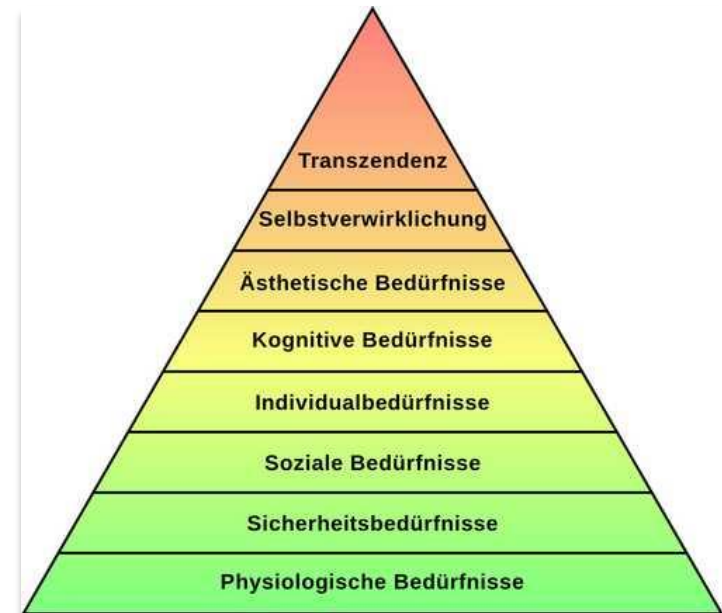 Transzendenz
Selbstverwirklichung
Ästhetische Bedürfnisse
Kognitive Bedürfnisse
Individualbedürfnisse
Soziale Bedürfnisse
Sicherheitsbedürfnisse
Physiologische Bedürfnisse